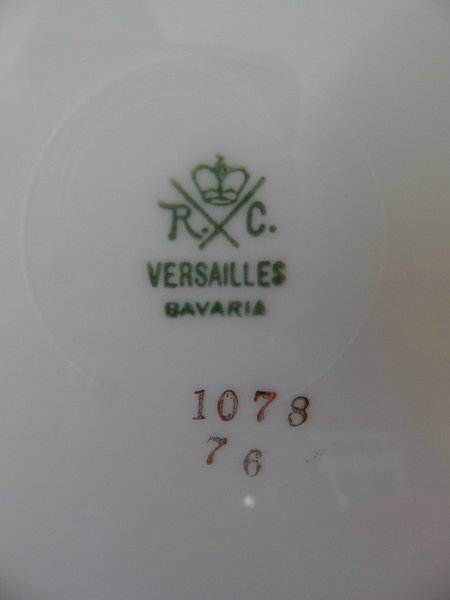 R. C.
VERSAILLES
BAVARIA
1078
76